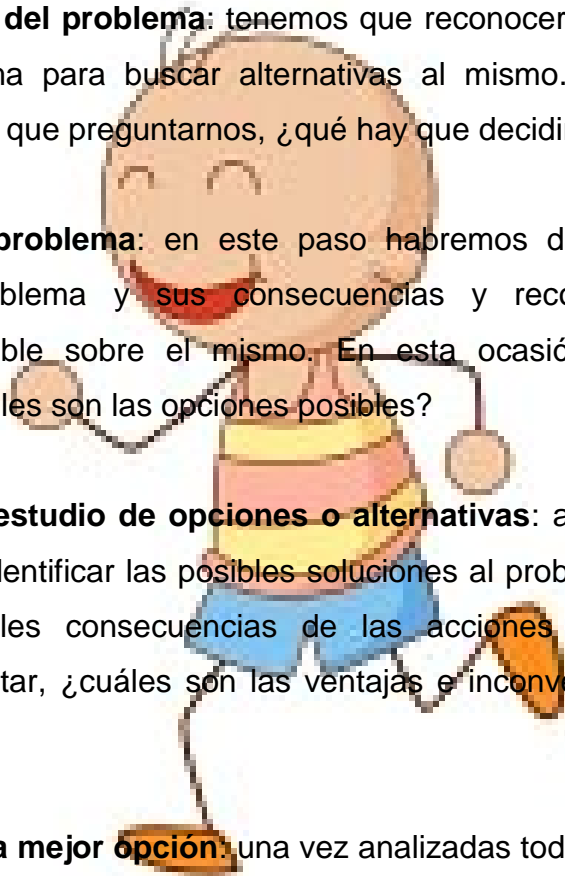 del problema: tenemos que reconocer
para buscar alternativas al mismo.
que preguntarnos, ¿qué hay que decidi
problema: en este paso habremos d
blema y sus consecuencias y reco
ble sobre el mismo. En esta ocasió
les son las opciones posibles?
estudio de opciones o alternativas: a
dentificar las posibles soluciones al prob
les consecuencias de las acciones
tar, ¿cuáles son las ventajas e inconv
a mejor opción: una vez analizadas tod